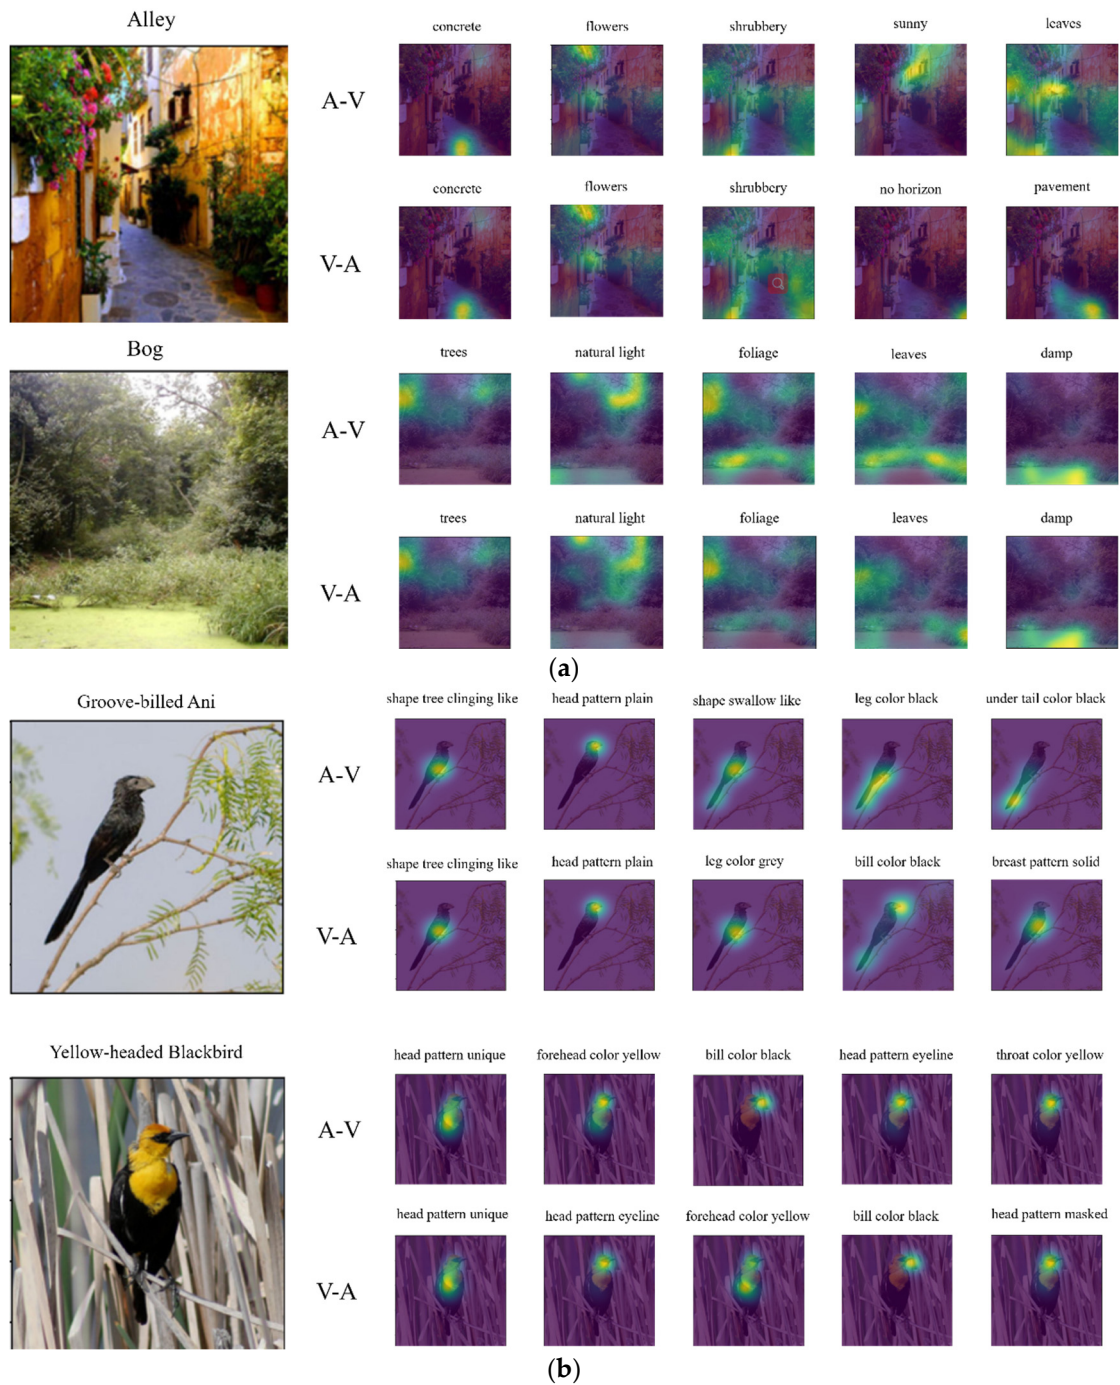 Alley
concrete flowers shrubbery sunny leaves
A-V
concrete flowers shrubbery no horizon pavement
V-A
Bog
trees natural light foliage leaves damp
A-V
trees natural light foliage leaves damp
V-A
(a)
Groove-billed Ani
shape tree clinging like head pattern plain shape swallow like leg color black under tail color black
A-V
shape tree clinging like head pattern plain leg color grey bill color black breast pattern solid
V-A
Yellow-headed Blackbird
head pattern unique forehead color yellow bill color black head pattern eyeline throat color yellow
A-V
head pattern unique head pattern eyeline forehead color yellow bill color black head pattern masked
V-A
(b)